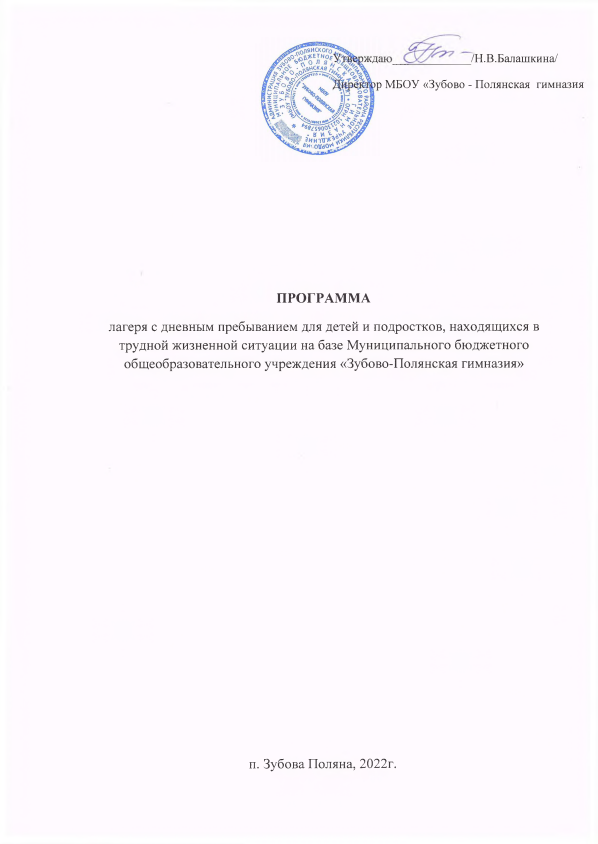 Утверждаю_____________/Н.В.Балашкина/
Директор МБОУ «Зубово - Полянская  гимназия
ПРОГРАММА
лагеря с дневным пребыванием для детей и подростков, находящихся в
трудной жизненной ситуации на базе Муниципального бюджетного
общеобразовательного учреждения «Зубово-Полянская гимназия»
п. Зубова Поляна, 2022г.